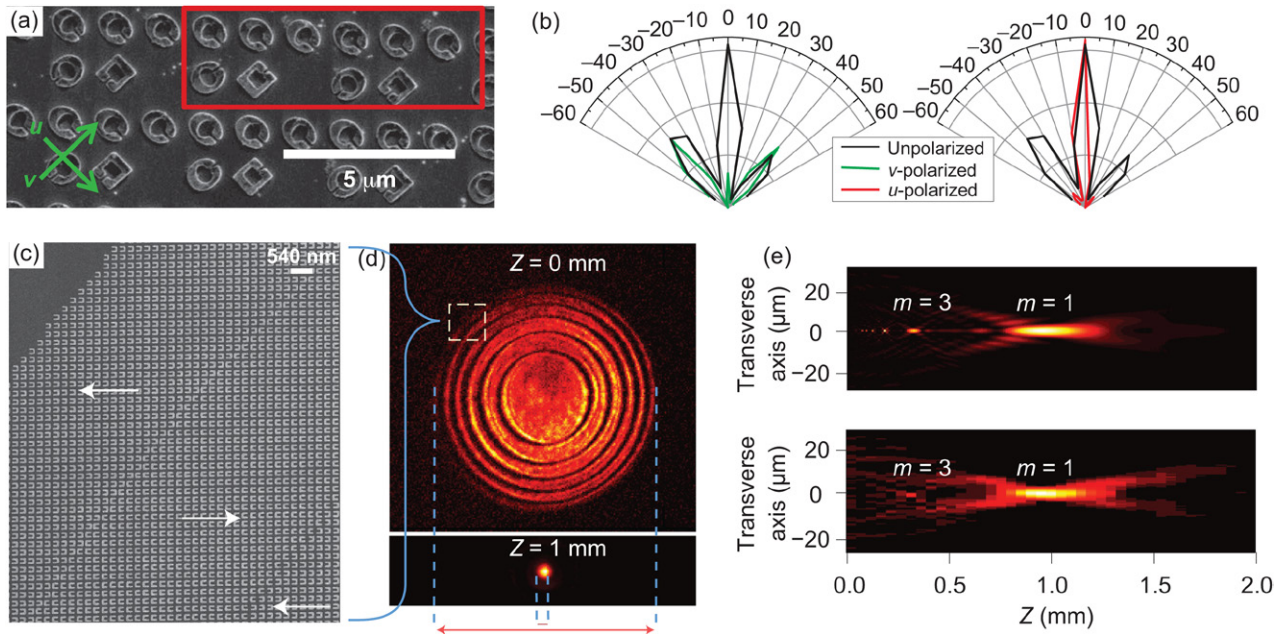 (a)
u
v
5 μm
(b)
−60 −50 −40 −30 −20 −10 0 10 20 30 40 50 60
−60 −50 −40 −30 −20 −10 0 10 20 30 40 50 60
Unpolarized
v-polarized
u-polarized
(c)
540 nm
(d)
Z = 0 mm
Z = 1 mm
(e)
Transverse
axis (μm)
20
0
−20
m = 3
m = 1
Transverse
axis (μm)
20
0
−20
m = 3
m = 1
0.0 0.5 1.0 1.5 2.0
Z (mm)